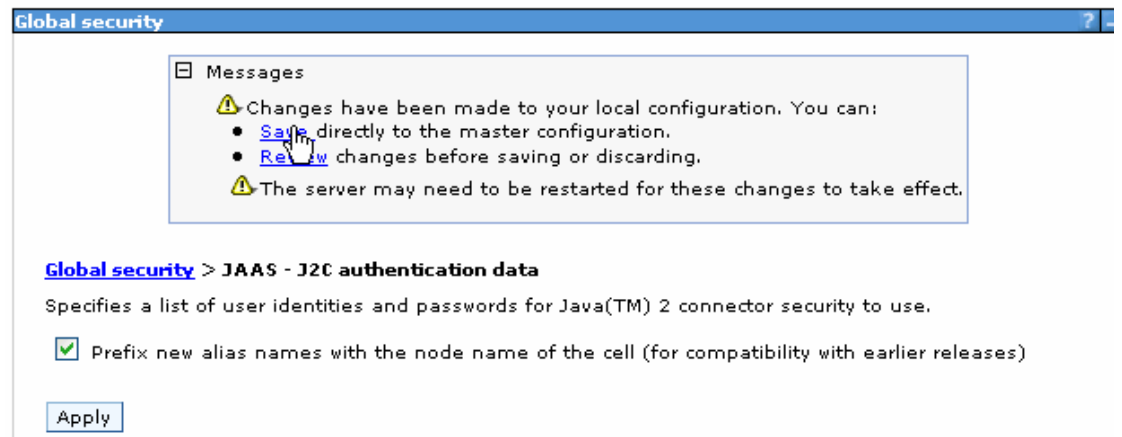 Global security ? -
Messages
Changes have been made to your local configuration. You can:
• Save directly to the master configuration.
• Review changes before saving or discarding.
The server may need to be restarted for these changes to take effect.
Global security > JAAS - J2C authentication data
Specifies a list of user identities and passwords for Java(TM) 2 connector security to use.
Prefix new alias names with the node name of the cell (for compatibility with earlier releases)
Apply